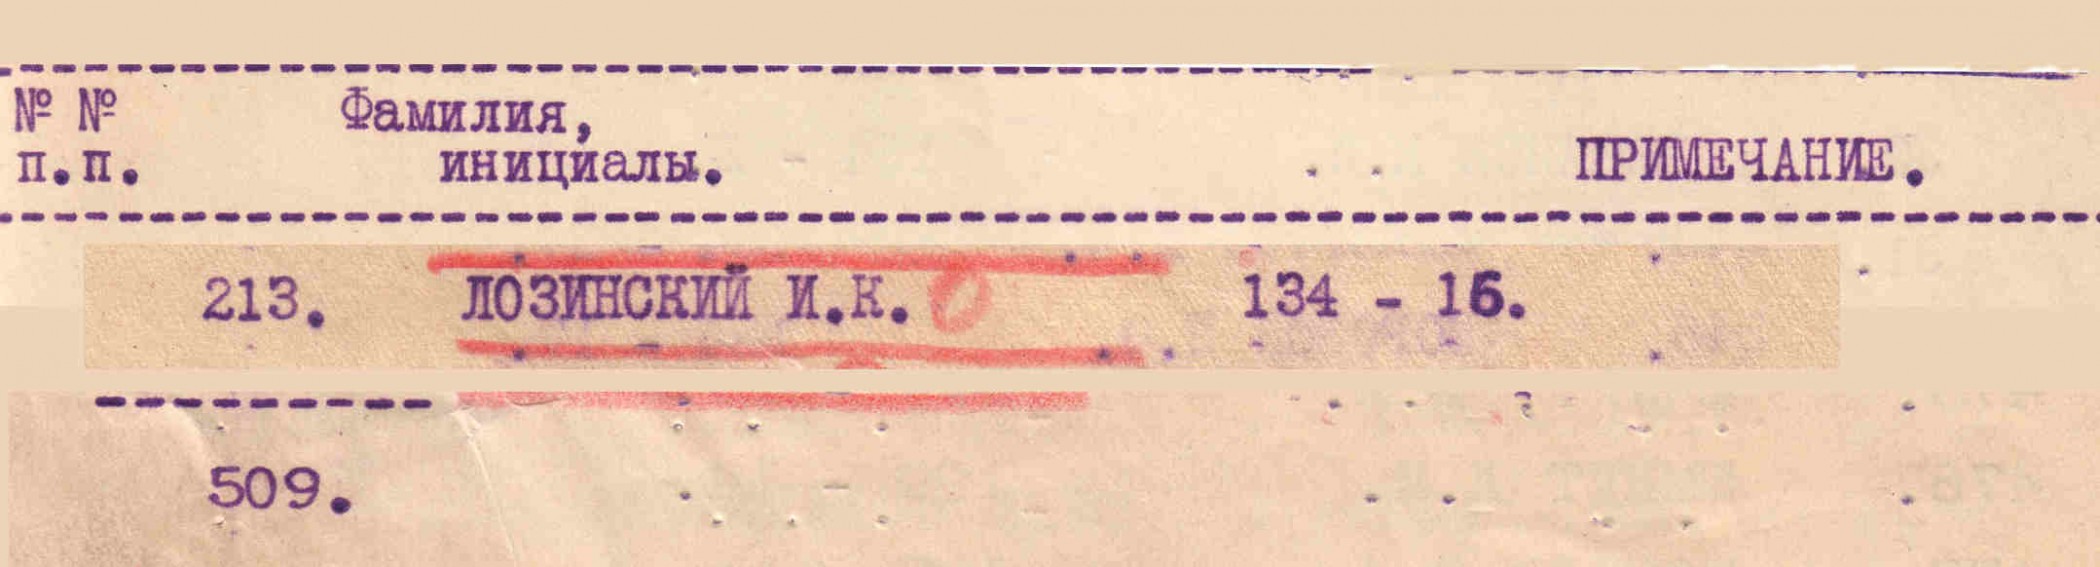 № № Фамилия,
п.п. инициалы. ПРИМЕЧАНИЕ.
213. ЛОЗИНСКИЙ И.К. 134 - 16.
509.